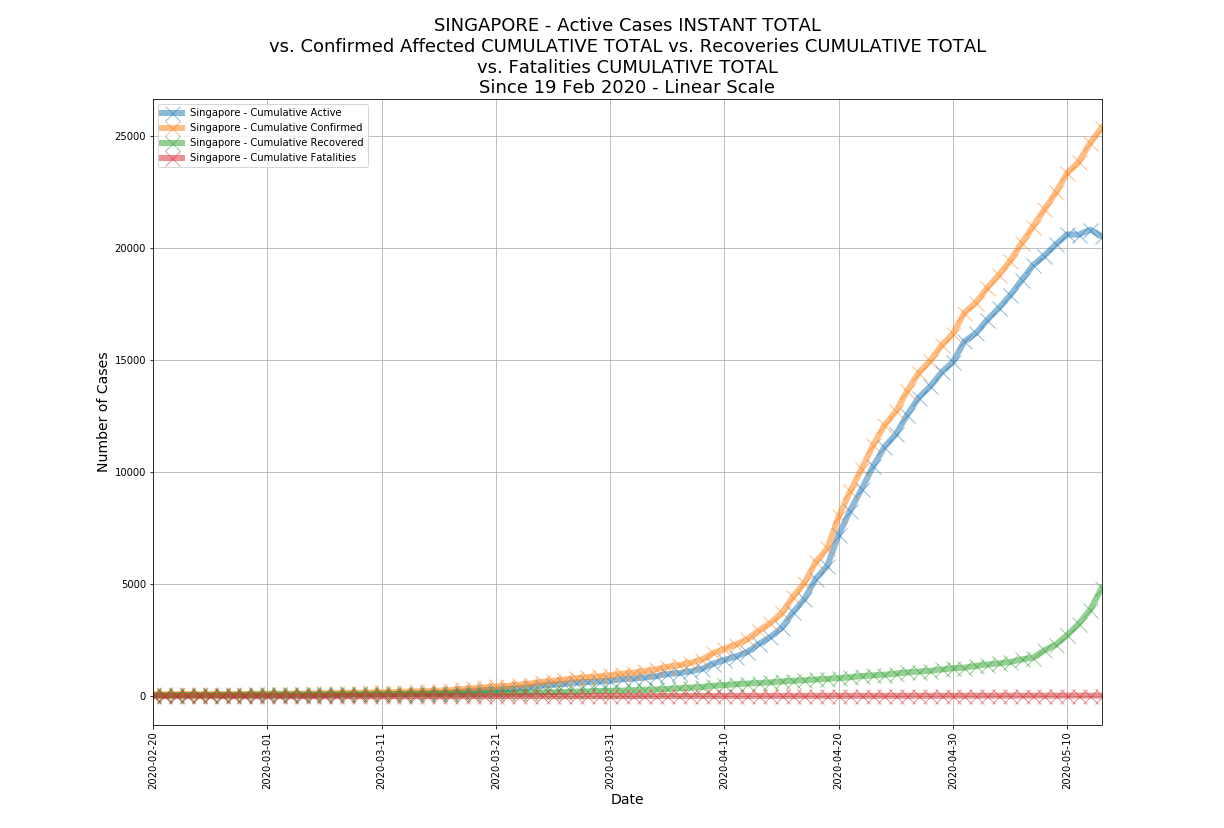 SINGAPORE - Active Cases INSTANT TOTAL
vs. Confirmed Affected CUMULATIVE TOTAL vs. Recoveries CUMULATIVE TOTAL
vs. Fatalities CUMULATIVE TOTAL
Since 19 Feb 2020 - Linear Scale
Singapore - Cumulative Active
Singapore - Cumulative Confirmed
Singapore - Cumulative Recovered
Singapore - Cumulative Fatalities
Number of Cases
25000
20000
15000
10000
5000
0
2020-02-20
2020-03-01
2020-03-11
2020-03-21
2020-03-31
2020-04-10
2020-04-20
2020-04-30
2020-05-10
Date